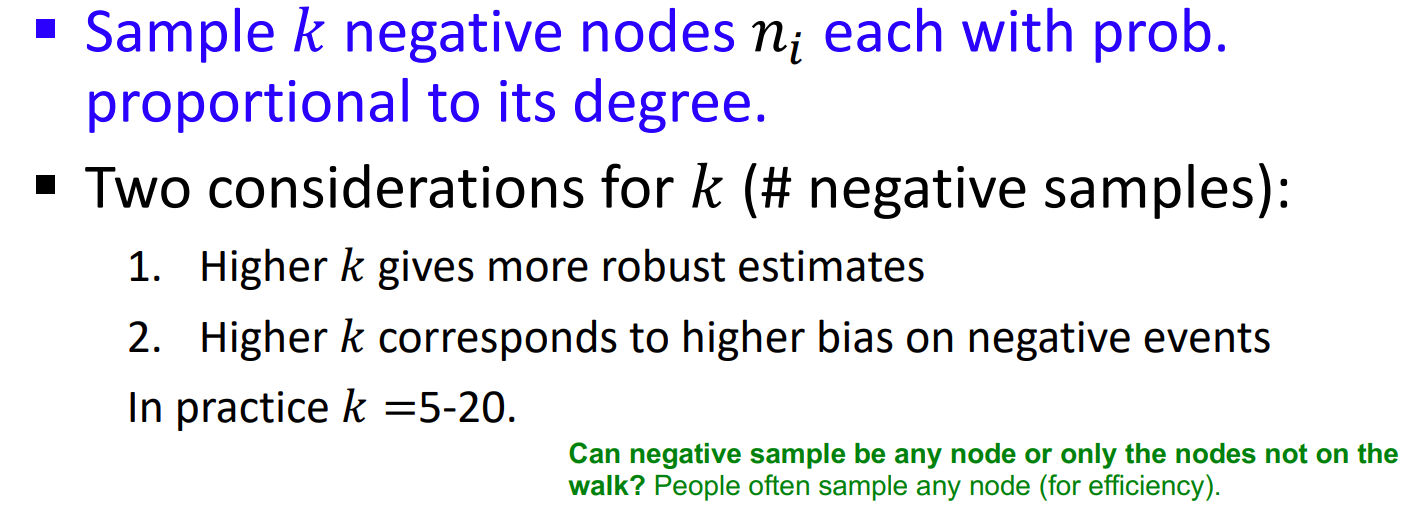 ▪ Sample k negative nodes nᵢ each with prob.
proportional to its degree.
▪ Two considerations for k (# negative samples):
1. Higher k gives more robust estimates
2. Higher k corresponds to higher bias on negative events
In practice k =5-20.
Can negative sample be any node or only the nodes not on the
walk? People often sample any node (for efficiency).